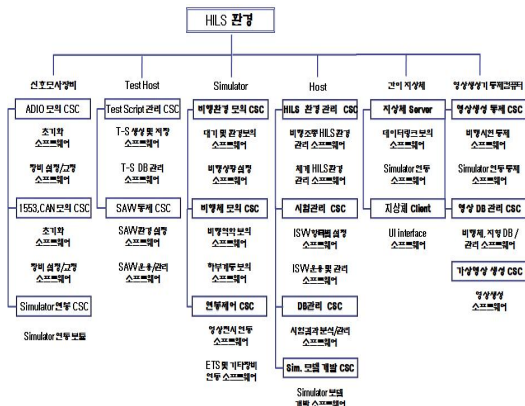 HILS 환경
신호모사장비
Test Host
Simulator
Host
간이 지상체
영상생성기 통제컴퓨터
ADIO 모의 CSC
초기화
소프트웨어
장비 설정/고정
소프트웨어
1553,CAN 모의 CSC
초기화
소프트웨어
장비 설정/고정
소프트웨어
Simulator 연동 CSC
Simulator 연동 모듈
Test Script 관리 CSC
T-S 생성 및 저장
소프트웨어
T-S DB 관리
소프트웨어
SAW 통제 CSC
SAW 환경 설정
소프트웨어
SAW 운용/관리
소프트웨어
비행환경 모의 CSC
대기 및 환경모의
소프트웨어
비행상황 설정
소프트웨어
비행체 모의 CSC
비행역학 모의
소프트웨어
하부계통 모의
소프트웨어
연동제어 CSC
영상전시 연동
소프트웨어
ETS 및 기타장비
연동 소프트웨어
HILS 환경 관리 CSC
비행조종 HILS 환경
관리 소프트웨어
체계 HILS 환경
관리 소프트웨어
시험관리 CSC
ISW 설정
소프트웨어
ISW 운용 및 관리
소프트웨어
DB관리 CSC
시험결과 분석/관리
소프트웨어
Sim. 모델 개발 CSC
Simulator 모델
개발 소프트웨어
지상체 Server
데이터링크 모의
소프트웨어
Simulator 연동
소프트웨어
지상체 Client
UI interface
소프트웨어
영상생성 통제 CSC
비행시현 통제
소프트웨어
Simulator 연동 통제
소프트웨어
영상 DB 관리 CSC
비행체, 지형 DB /
관리 소프트웨어
가상영상 생성 CSC
영상생성
소프트웨어